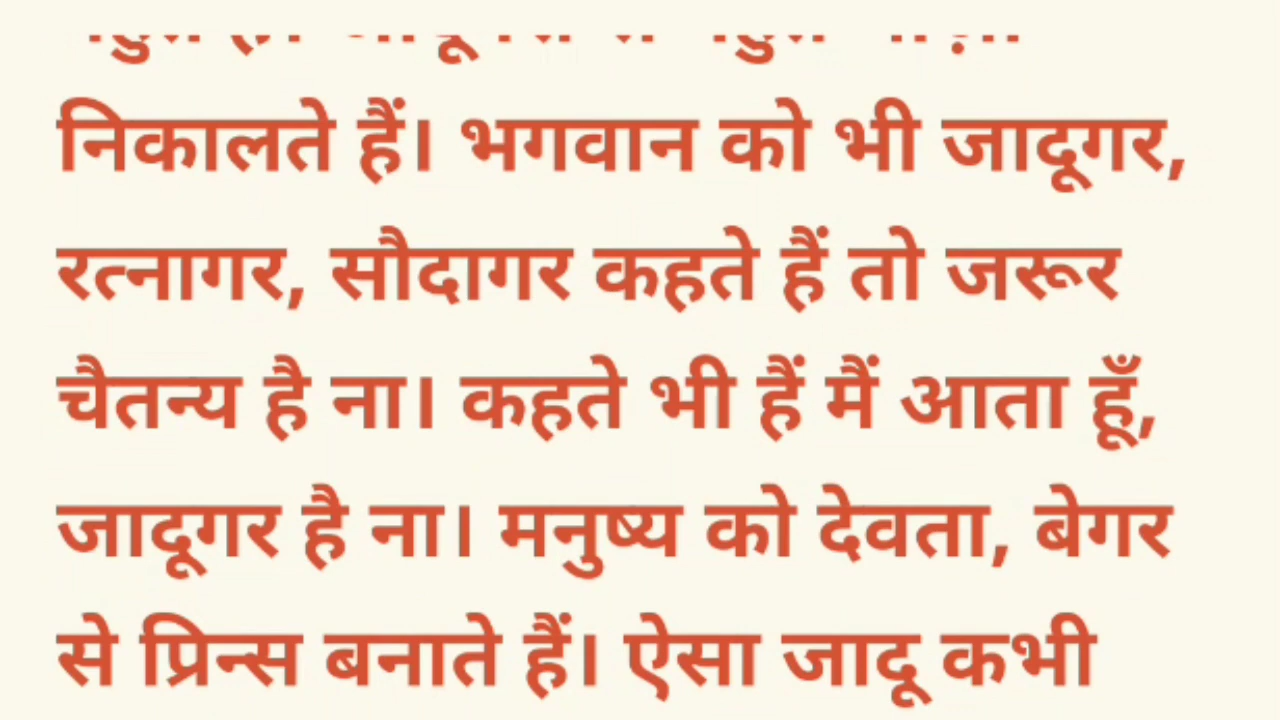 निकालते हैं। भगवान को भी जादूगर,
रत्नागर, सौदागर कहते हैं तो जरूर
चैतन्य है ना। कहते भी हैं मैं आता हूँ,
जादूगर है ना। मनुष्य को देवता, बेगर
से प्रिन्स बनाते हैं। ऐसा जादू कभी